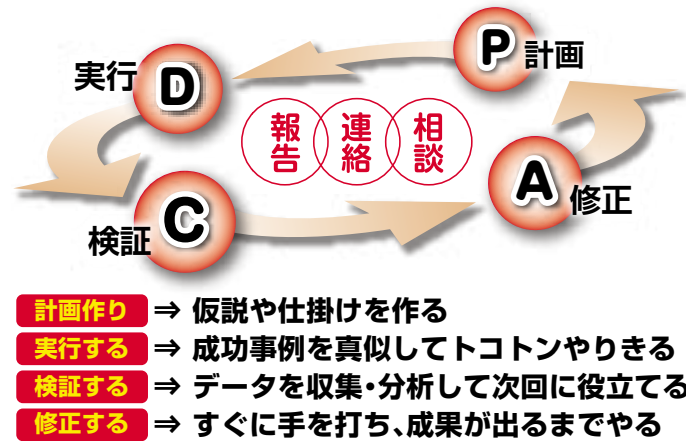 P 計画
実行 D
報告 連絡 相談
A 修正
検証 C
計画作り ⇒ 仮説や仕掛けを作る
実行する ⇒ 成功事例を真似してトコトンやりきる
検証する ⇒ データを収集・分析して次回に役立てる
修正する ⇒ すぐに手を打ち、成果が出るまでやる